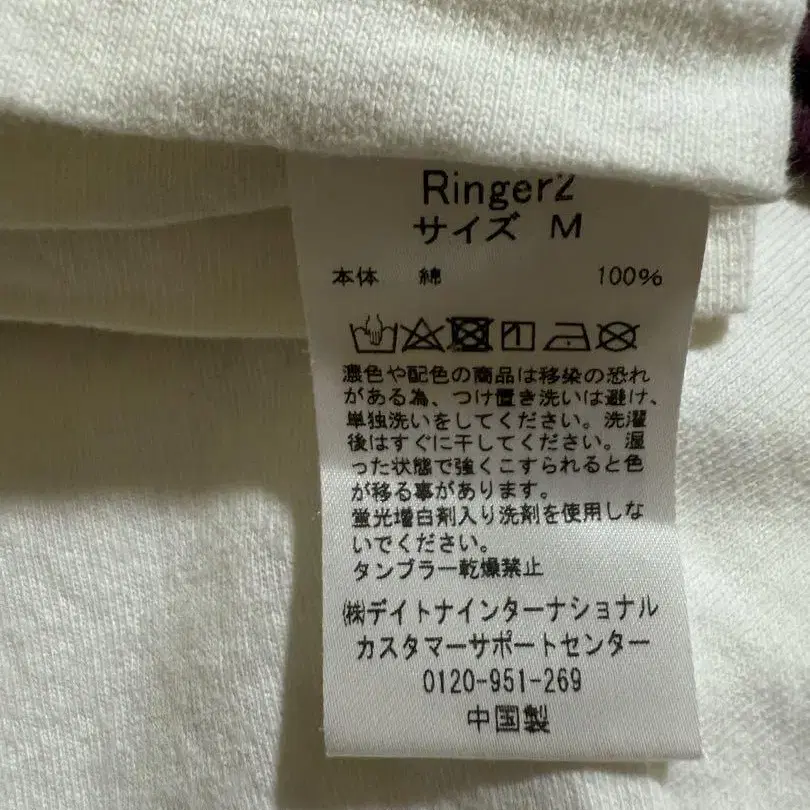 Ringer2
サイズ M
本体 綿 100%
濃色や配色の商品は移染の恐れ
がある為、つけ置き洗いは避け、
単独洗いをしてください。洗濯
後はすぐに干してください。湿
った状態で強くこすられると色
が移る事があります。
蛍光増白剤入り洗剤を使用しな
いでください。
タンブラー乾燥禁止
㈱デイトナインターナショナル
カスタマーサポートセンター
0120-951-269
中国製